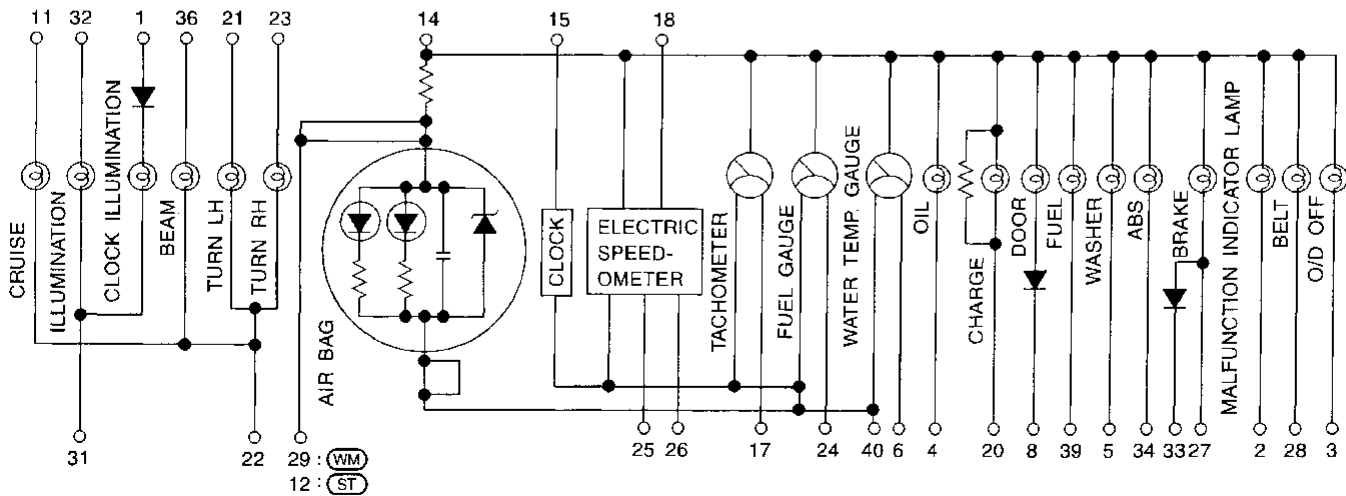 11 32 1 36 21 23 14 15 18
CRUISE
ILLUMINATION
CLOCK ILLUMINATION
BEAM
TURN LH
TURN RH
AIR BAG
CLOCK
ELECTRIC
SPEED-
OMETER
TACHOMETER
FUEL GAUGE
WATER TEMP. GAUGE
OIL
CHARGE
DOOR
FUEL
WASHER
ABS
BRAKE
MALFUNCTION INDICATOR LAMP
BELT
O/D OFF
31 22 29 : WM 25 26 17 24 40 6 4 20 8 39 5 34 33 27 2 28 3
12 : ST